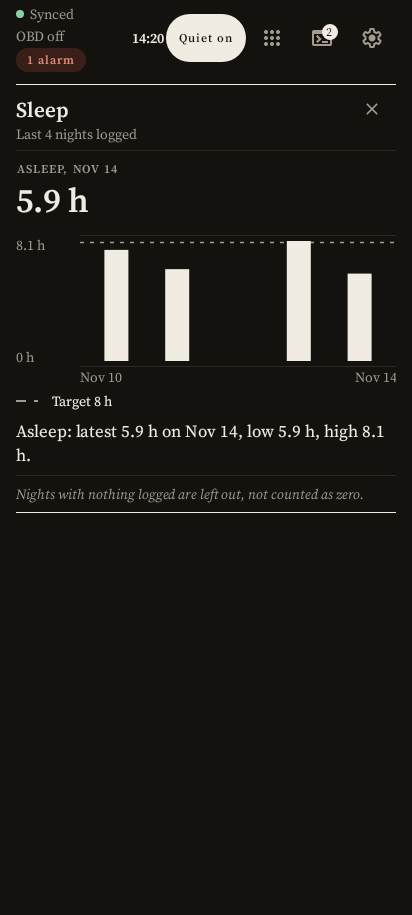 Synced
OBD off
1 alarm
14:20
Quiet on
2
Sleep
Last 4 nights logged
ASLEEP, NOV 14
5.9 h
8.1 h
0 h
Nov 10
Nov 14
Target 8 h
Asleep: latest 5.9 h on Nov 14, low 5.9 h, high 8.1
h.
Nights with nothing logged are left out, not counted as zero.